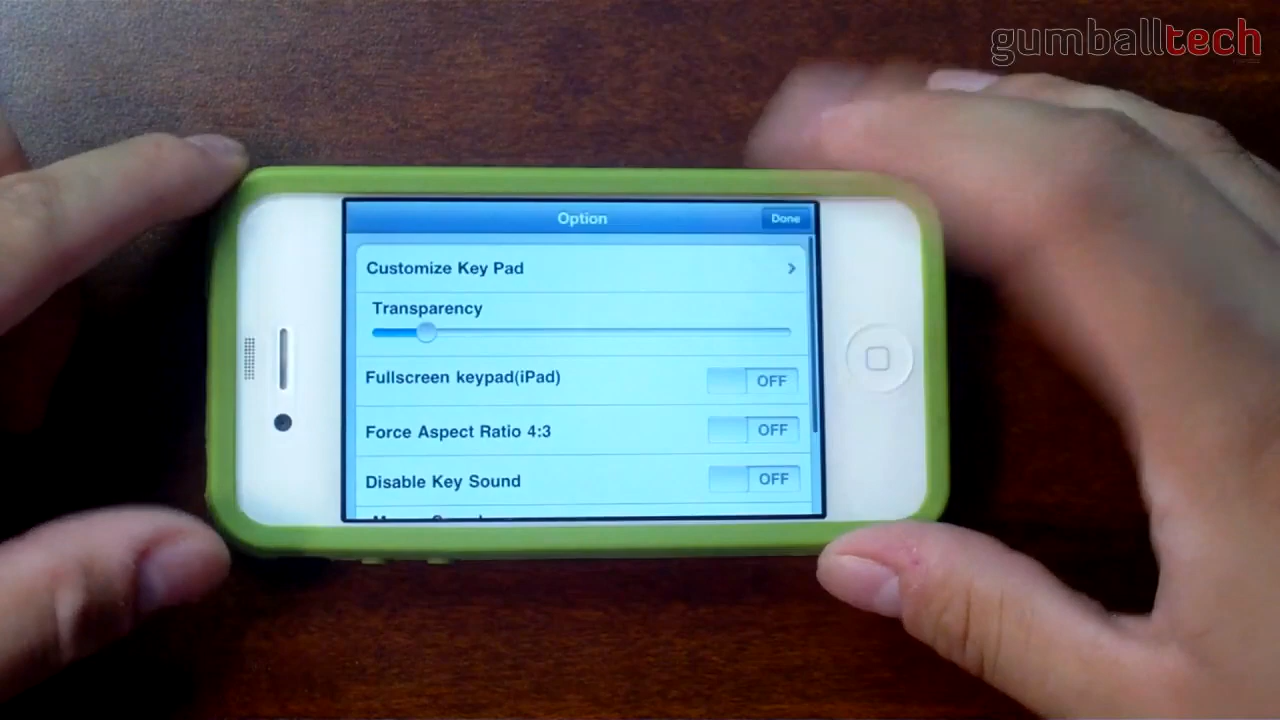 gumballtech
Option
Done
Customize Key Pad
Transparency
Fullscreen keypad(iPad)
OFF
Force Aspect Ratio 4:3
OFF
Disable Key Sound
OFF